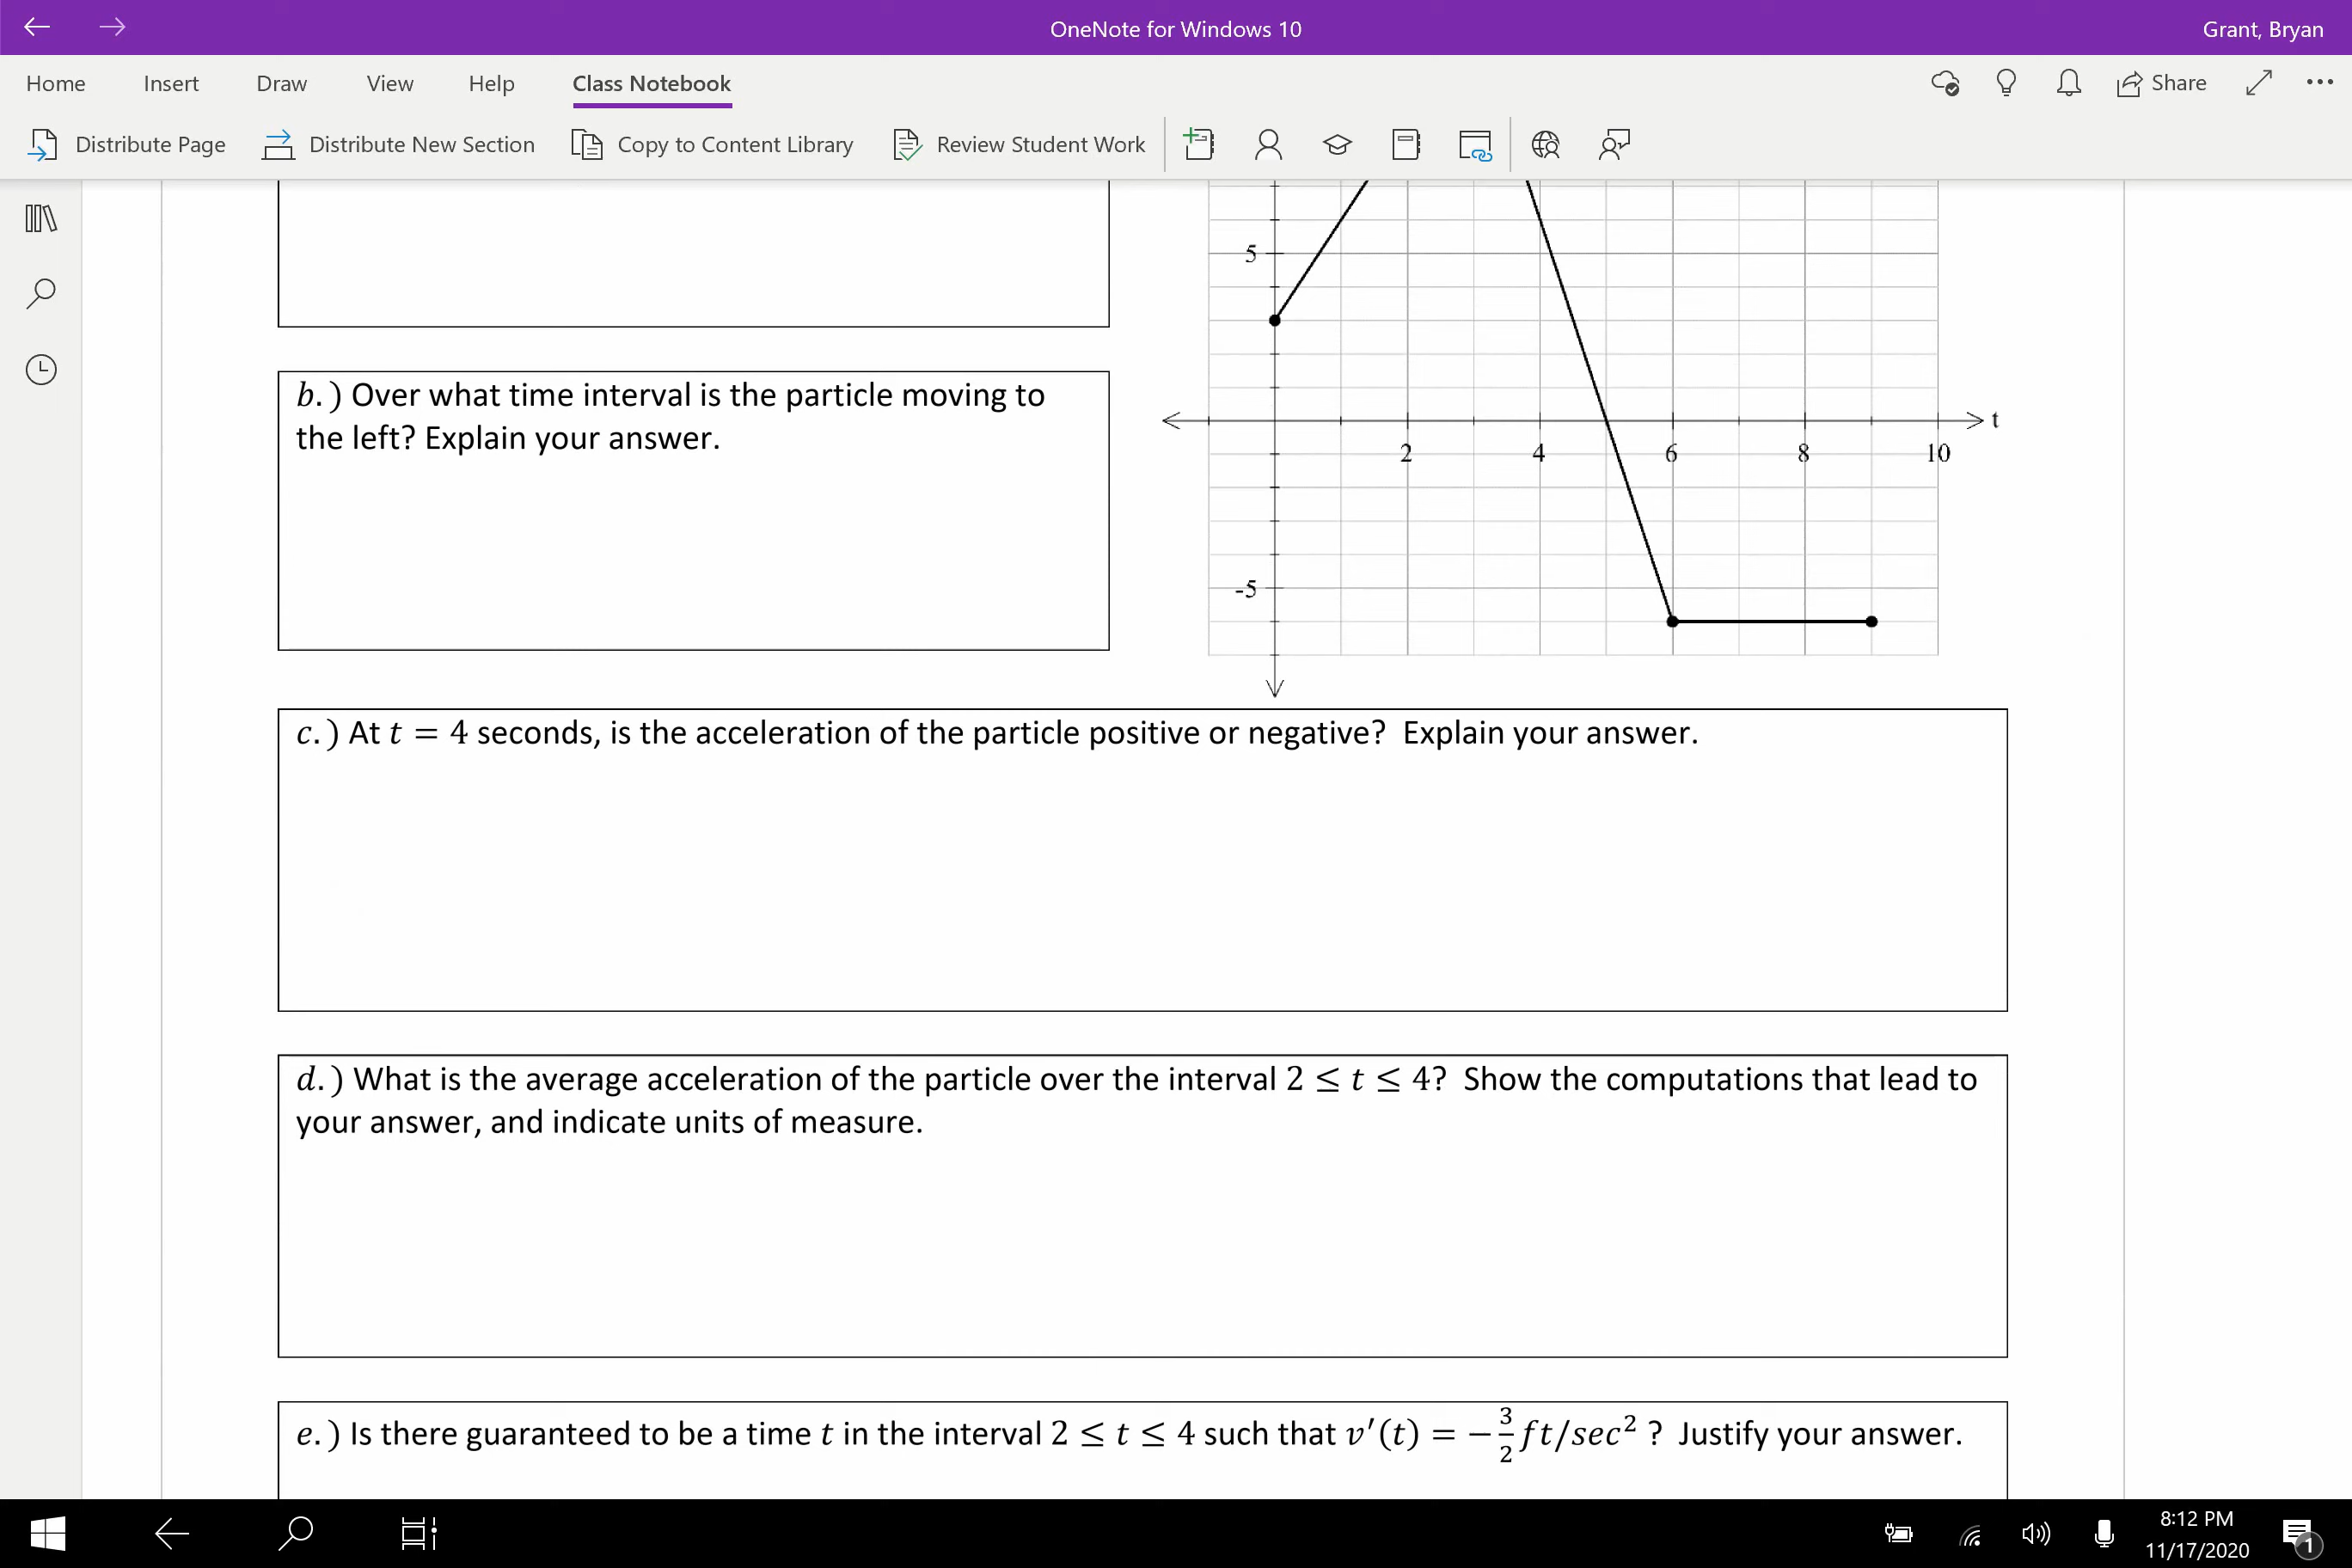 OneNote for Windows 10
Grant, Bryan
Home Insert Draw View Help Class Notebook
Share
Distribute Page Distribute New Section Copy to Content Library Review Student Work
5
b.) Over what time interval is the particle moving to
the left? Explain your answer.
t
2 4 6 8 10
-5
c.) At t = 4 seconds, is the acceleration of the particle positive or negative? Explain your answer.
d.) What is the average acceleration of the particle over the interval 2 ≤ t ≤ 4? Show the computations that lead to
your answer, and indicate units of measure.
e.) Is there guaranteed to be a time t in the interval 2 ≤ t ≤ 4 such that v′(t) = −3/2 ft/sec² ? Justify your answer.
8:12 PM
11/17/2020
1